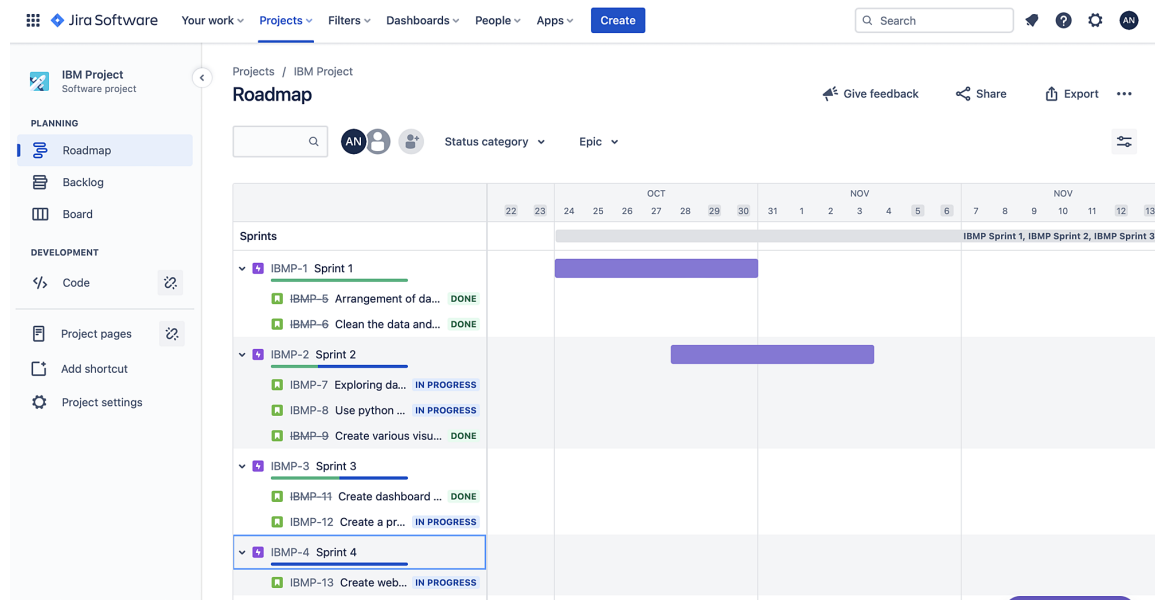 Jira Software Your work Projects Filters Dashboards People Apps Create Search AN
IBM Project
Software project
PLANNING
Roadmap
Backlog
Board
DEVELOPMENT
Code
Project pages
Add shortcut
Project settings
Projects / IBM Project
Roadmap
Give feedback Share Export
AN Status category Epic
OCT NOV NOV
22 23 24 25 26 27 28 29 30 31 1 2 3 4 5 6 7 8 9 10 11 12 13
Sprints IBMP Sprint 1, IBMP Sprint 2, IBMP Sprint 3
IBMP-1 Sprint 1
IBMP-5 Arrangement of da... DONE
IBMP-6 Clean the data and... DONE
IBMP-2 Sprint 2
IBMP-7 Exploring da... IN PROGRESS
IBMP-8 Use python ... IN PROGRESS
IBMP-9 Create various visu... DONE
IBMP-3 Sprint 3
IBMP-11 Create dashboard ... DONE
IBMP-12 Create a pr... IN PROGRESS
IBMP-4 Sprint 4
IBMP-13 Create web... IN PROGRESS